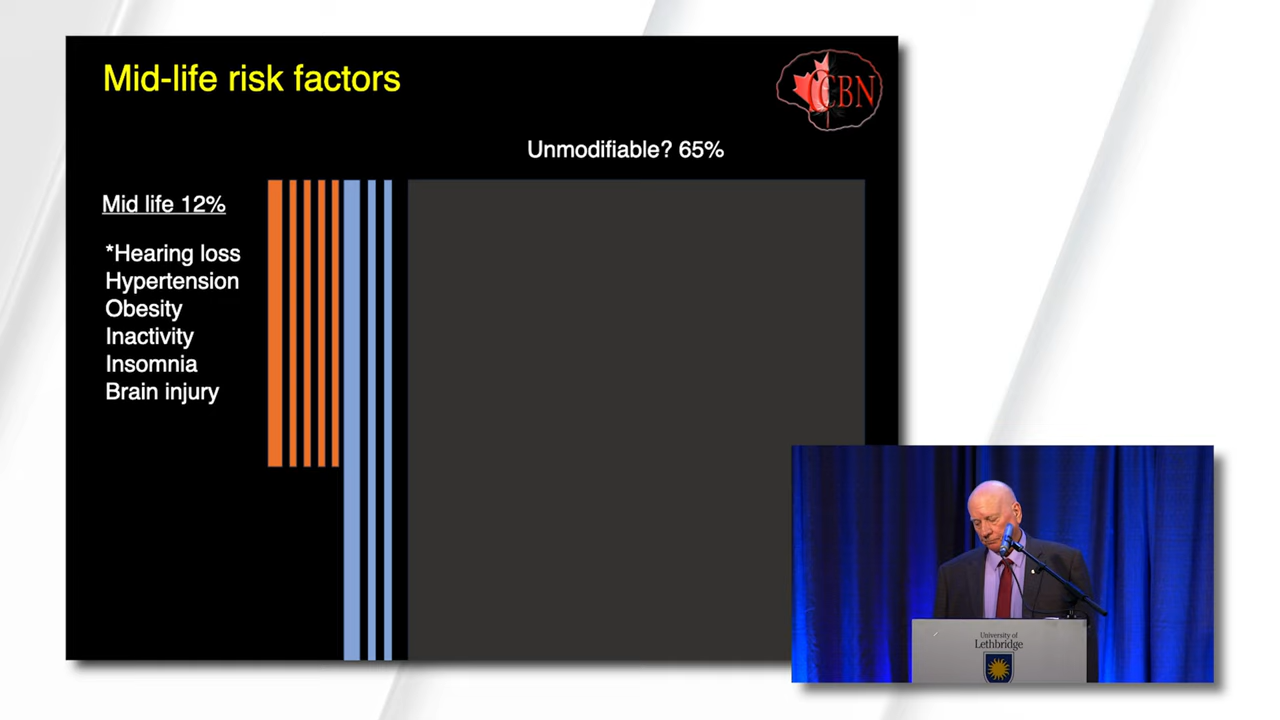 Mid-life risk factors
CCBN
Unmodifiable? 65%
Mid life 12%
*Hearing loss
Hypertension
Obesity
Inactivity
Insomnia
Brain injury
University of
Lethbridge